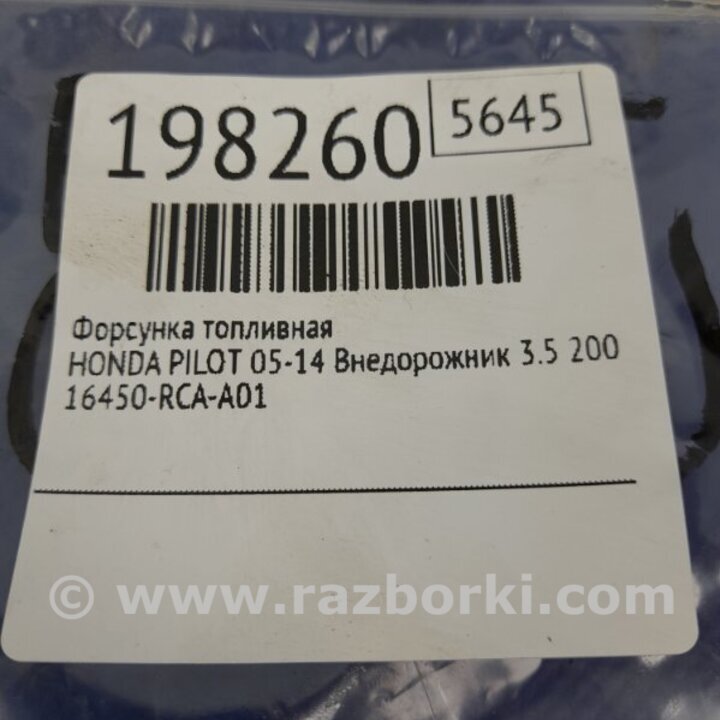 198260 5645
Форсунка топливная
HONDA PILOT 05-14 Внедорожник 3.5 200
16450-RCA-A01
© www.razborki.com